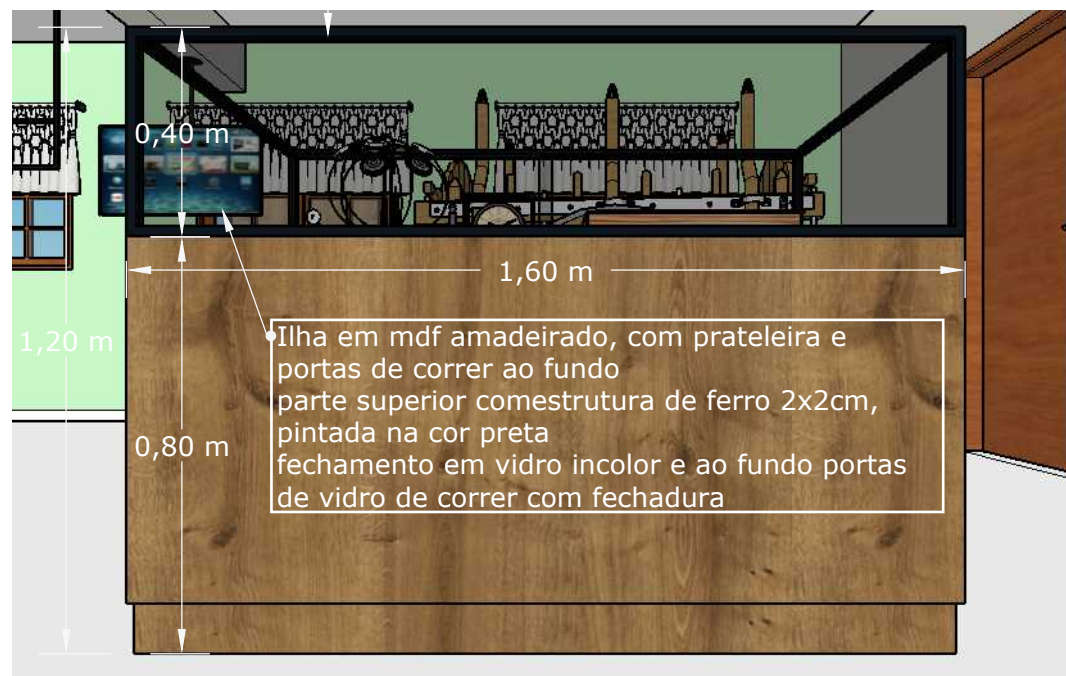 0,40 m
1,60 m
1,20 m
Ilha em mdf amadeirado, com prateleira e
portas de correr ao fundo
parte superior comestrutura de ferro 2x2cm,
pintada na cor preta
fechamento em vidro incolor e ao fundo portas
de vidro de correr com fechadura
0,80 m